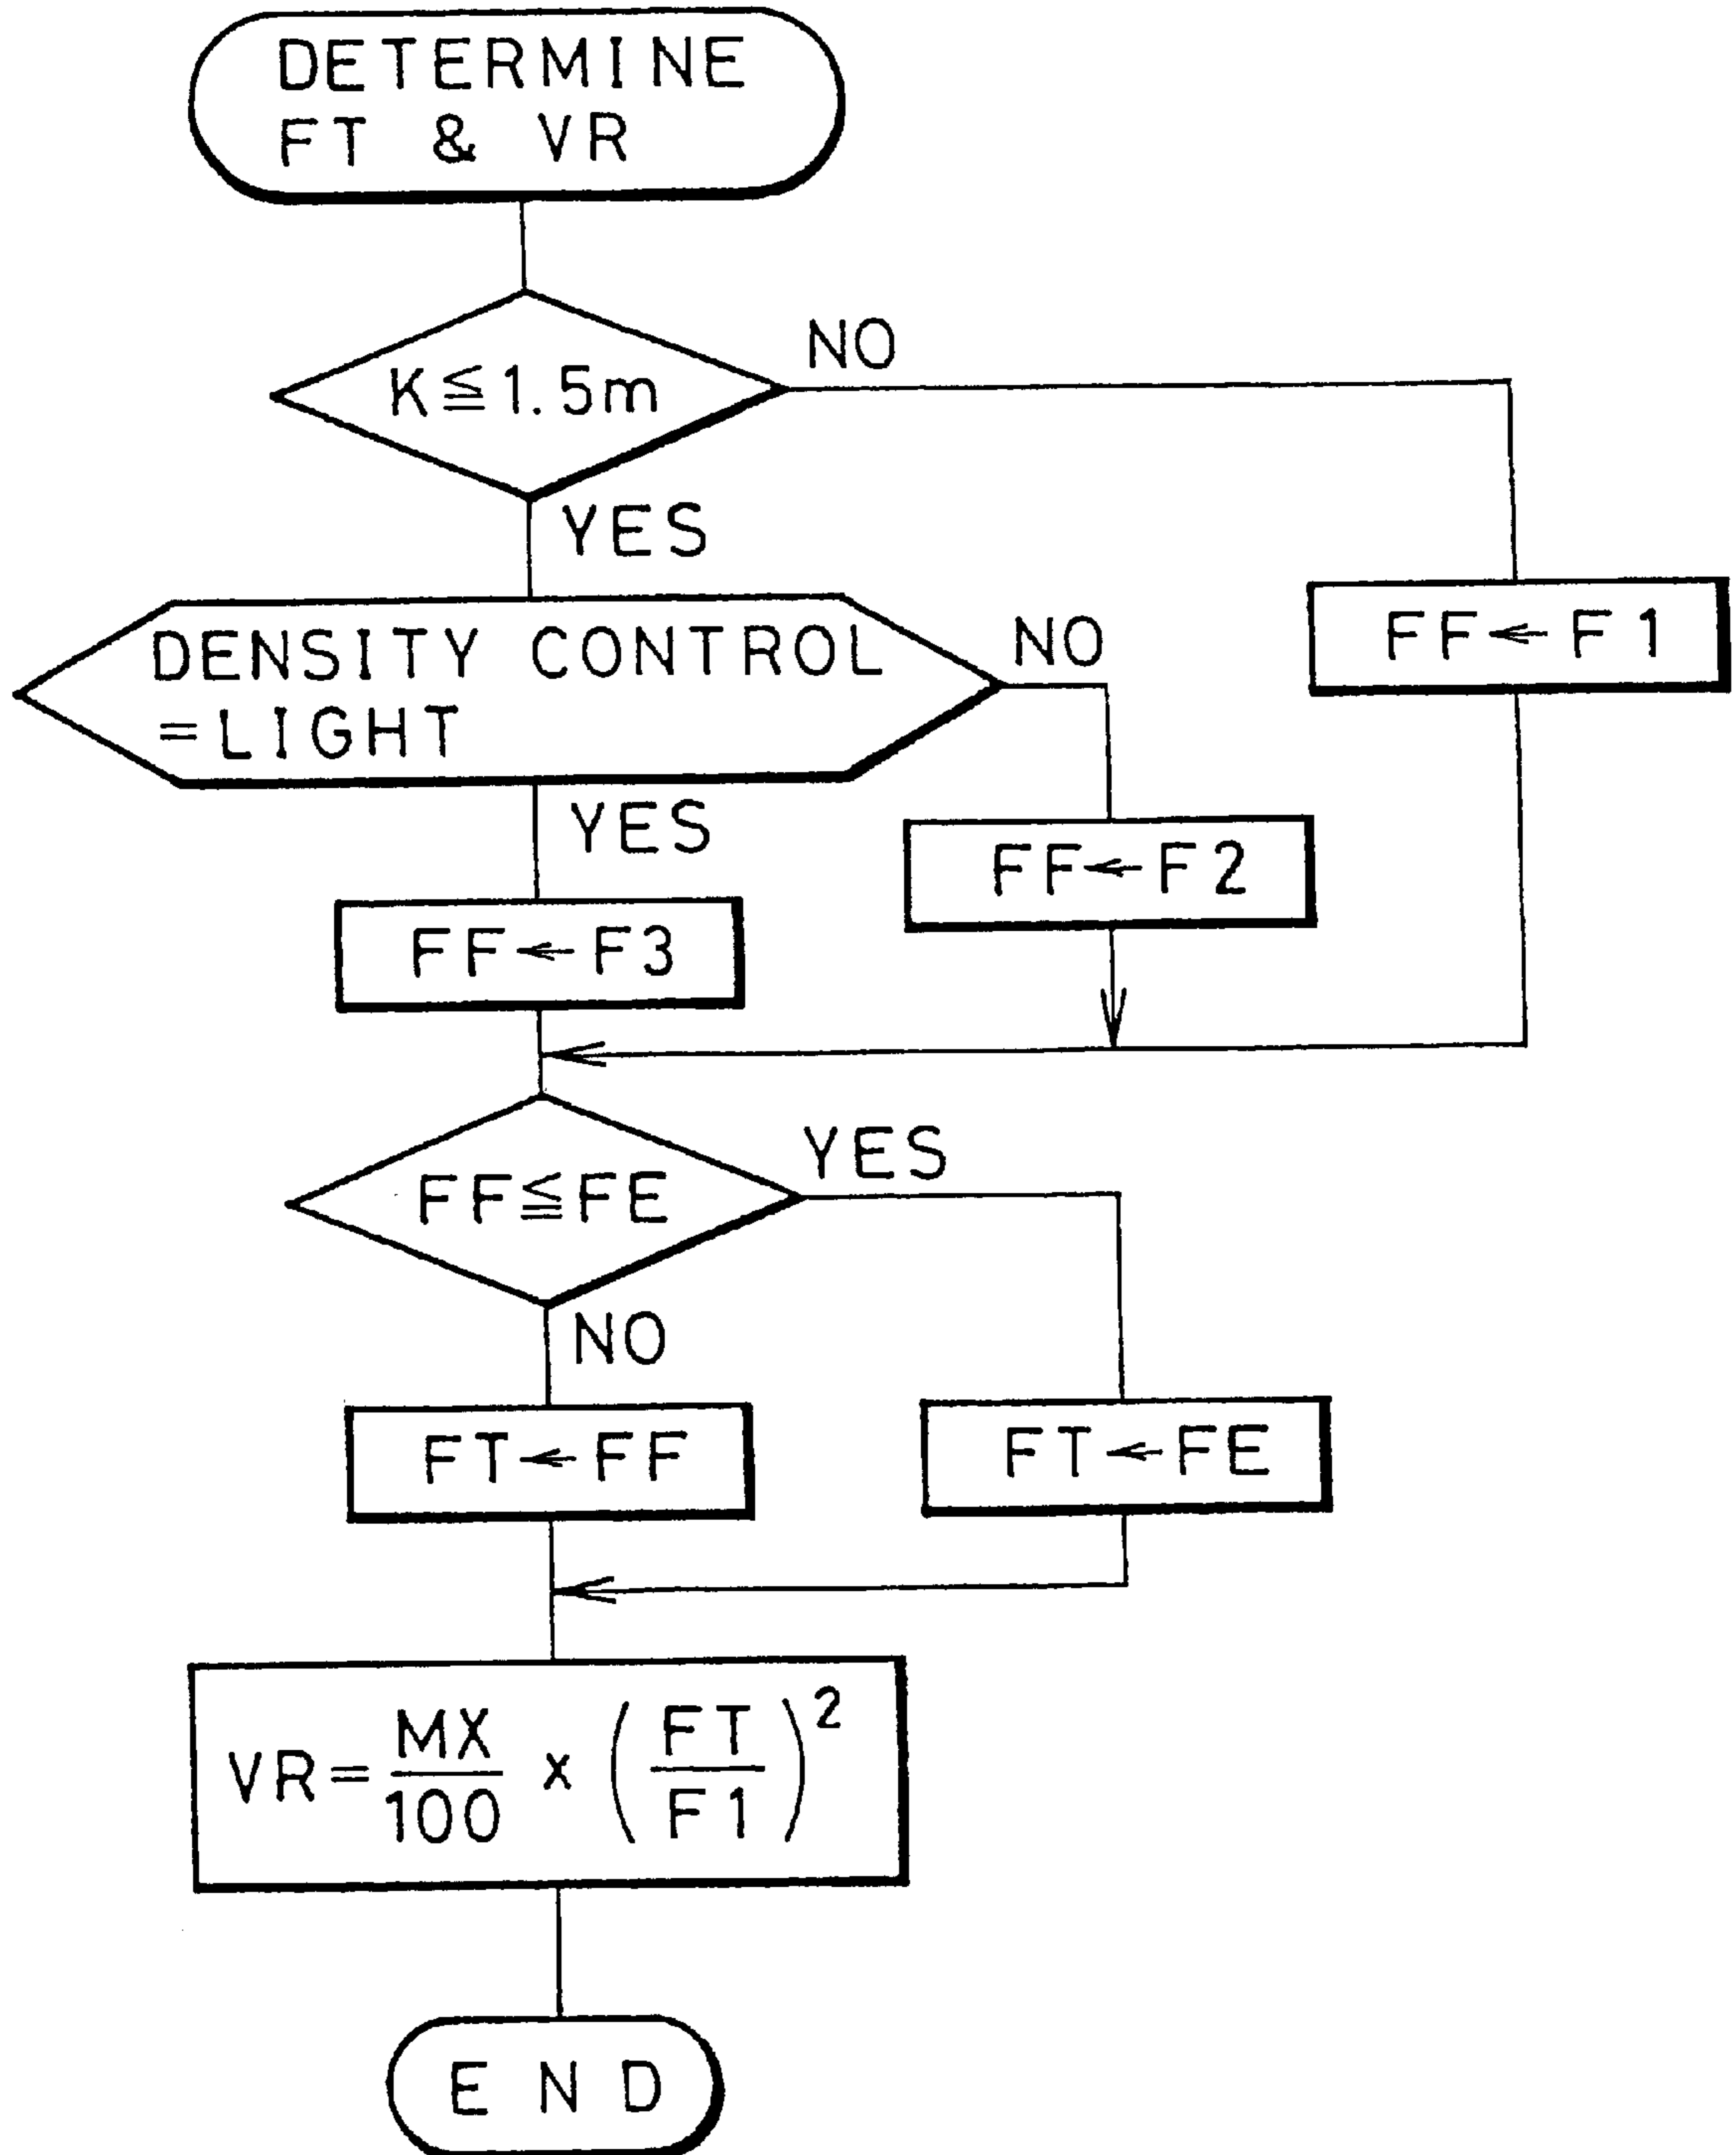 DETERMINE
FT & VR
K≦1.5m
NO
YES
DENSITY CONTROL
=LIGHT
NO
FF←F1
YES
FF←F2
FF←F3
FF≦FE
YES
NO
FT←FF
FT←FE
VR=MX/100×(FT/F1)²
END